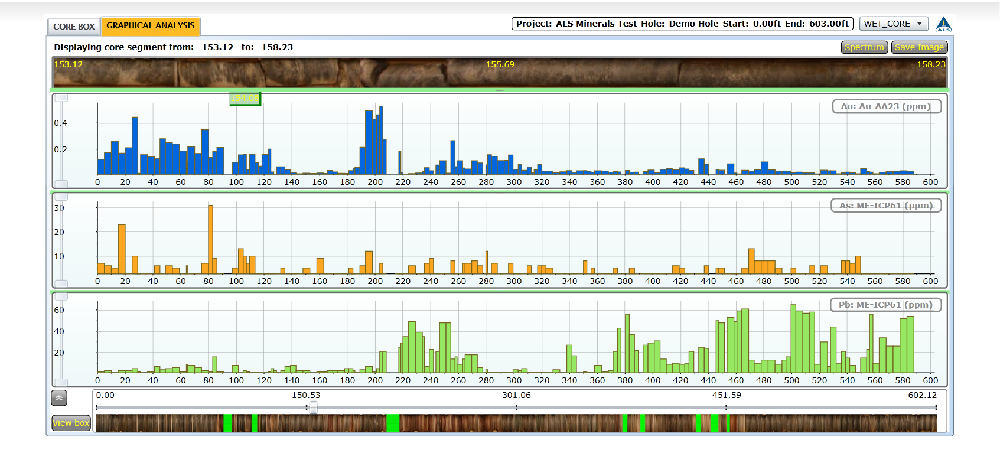 CORE BOX GRAPHICAL ANALYSIS
Project: ALS Minerals Test Hole: Demo Hole Start: 0.00ft End: 603.00ft WET_CORE ALS
Displaying core segment from: 153.12 to: 158.23 Spectrum Save Image
153.12 155.69 158.23
154.08
Au: Au-AA23 (ppm)
0.4
0.2
0 20 40 60 80 100 120 140 160 180 200 220 240 260 280 300 320 340 360 380 400 420 440 460 480 500 520 540 560 580 600
As: ME-ICP61 (ppm)
30
20
10
0 20 40 60 80 100 120 140 160 180 200 220 240 260 280 300 320 340 360 380 400 420 440 460 480 500 520 540 560 580 600
Pb: ME-ICP61 (ppm)
60
40
20
0 20 40 60 80 100 120 140 160 180 200 220 240 260 280 300 320 340 360 380 400 420 440 460 480 500 520 540 560 580 600
0.00 150.53 301.06 451.59 602.12
View box